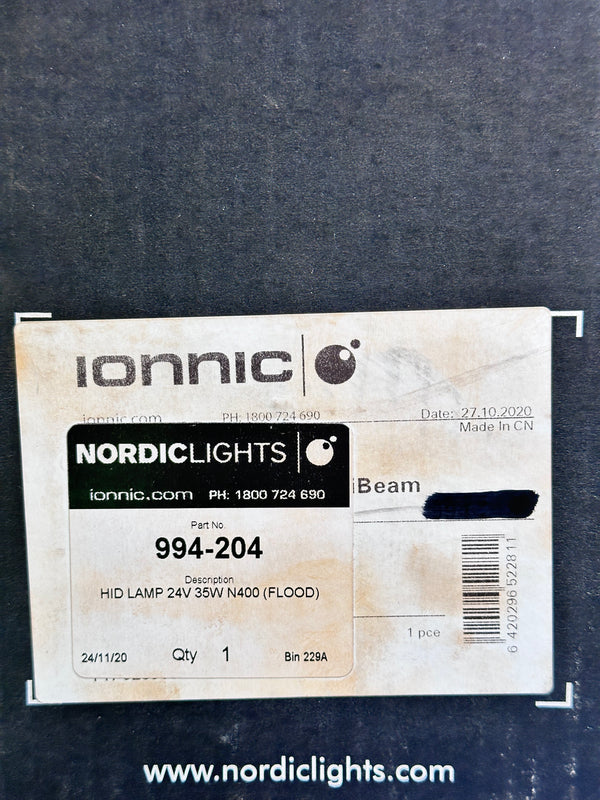 IONNIC
ionnic.com PH: 1800 724 690 Date: 27.10.2020
Made In CN
NORDICLIGHTS
ionnic.com PH: 1800 724 690
iBeam
Part No.
994-204
Description
HID LAMP 24V 35W N400 (FLOOD)
24/11/20 Qty 1 Bin 229A
1 pce
6 420296 522811
www.nordiclights.com